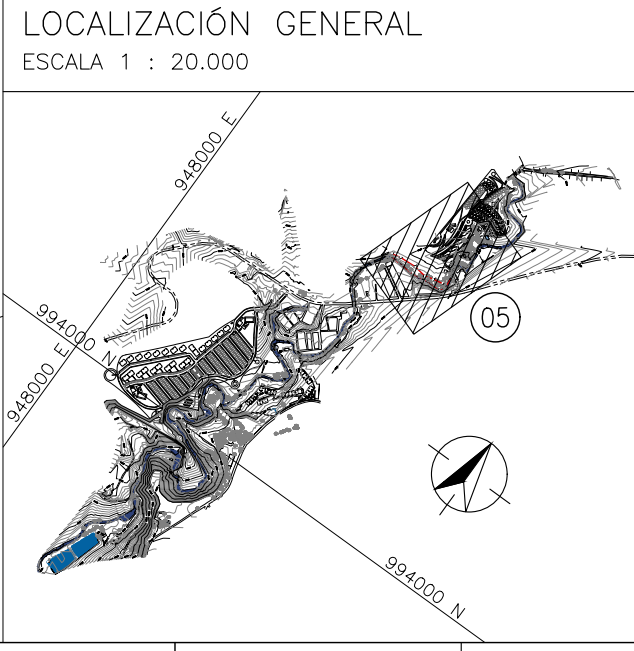 LOCALIZACIÓN GENERAL
ESCALA 1 : 20.000
948000 E
994000 N
948000 E
05
994000 N